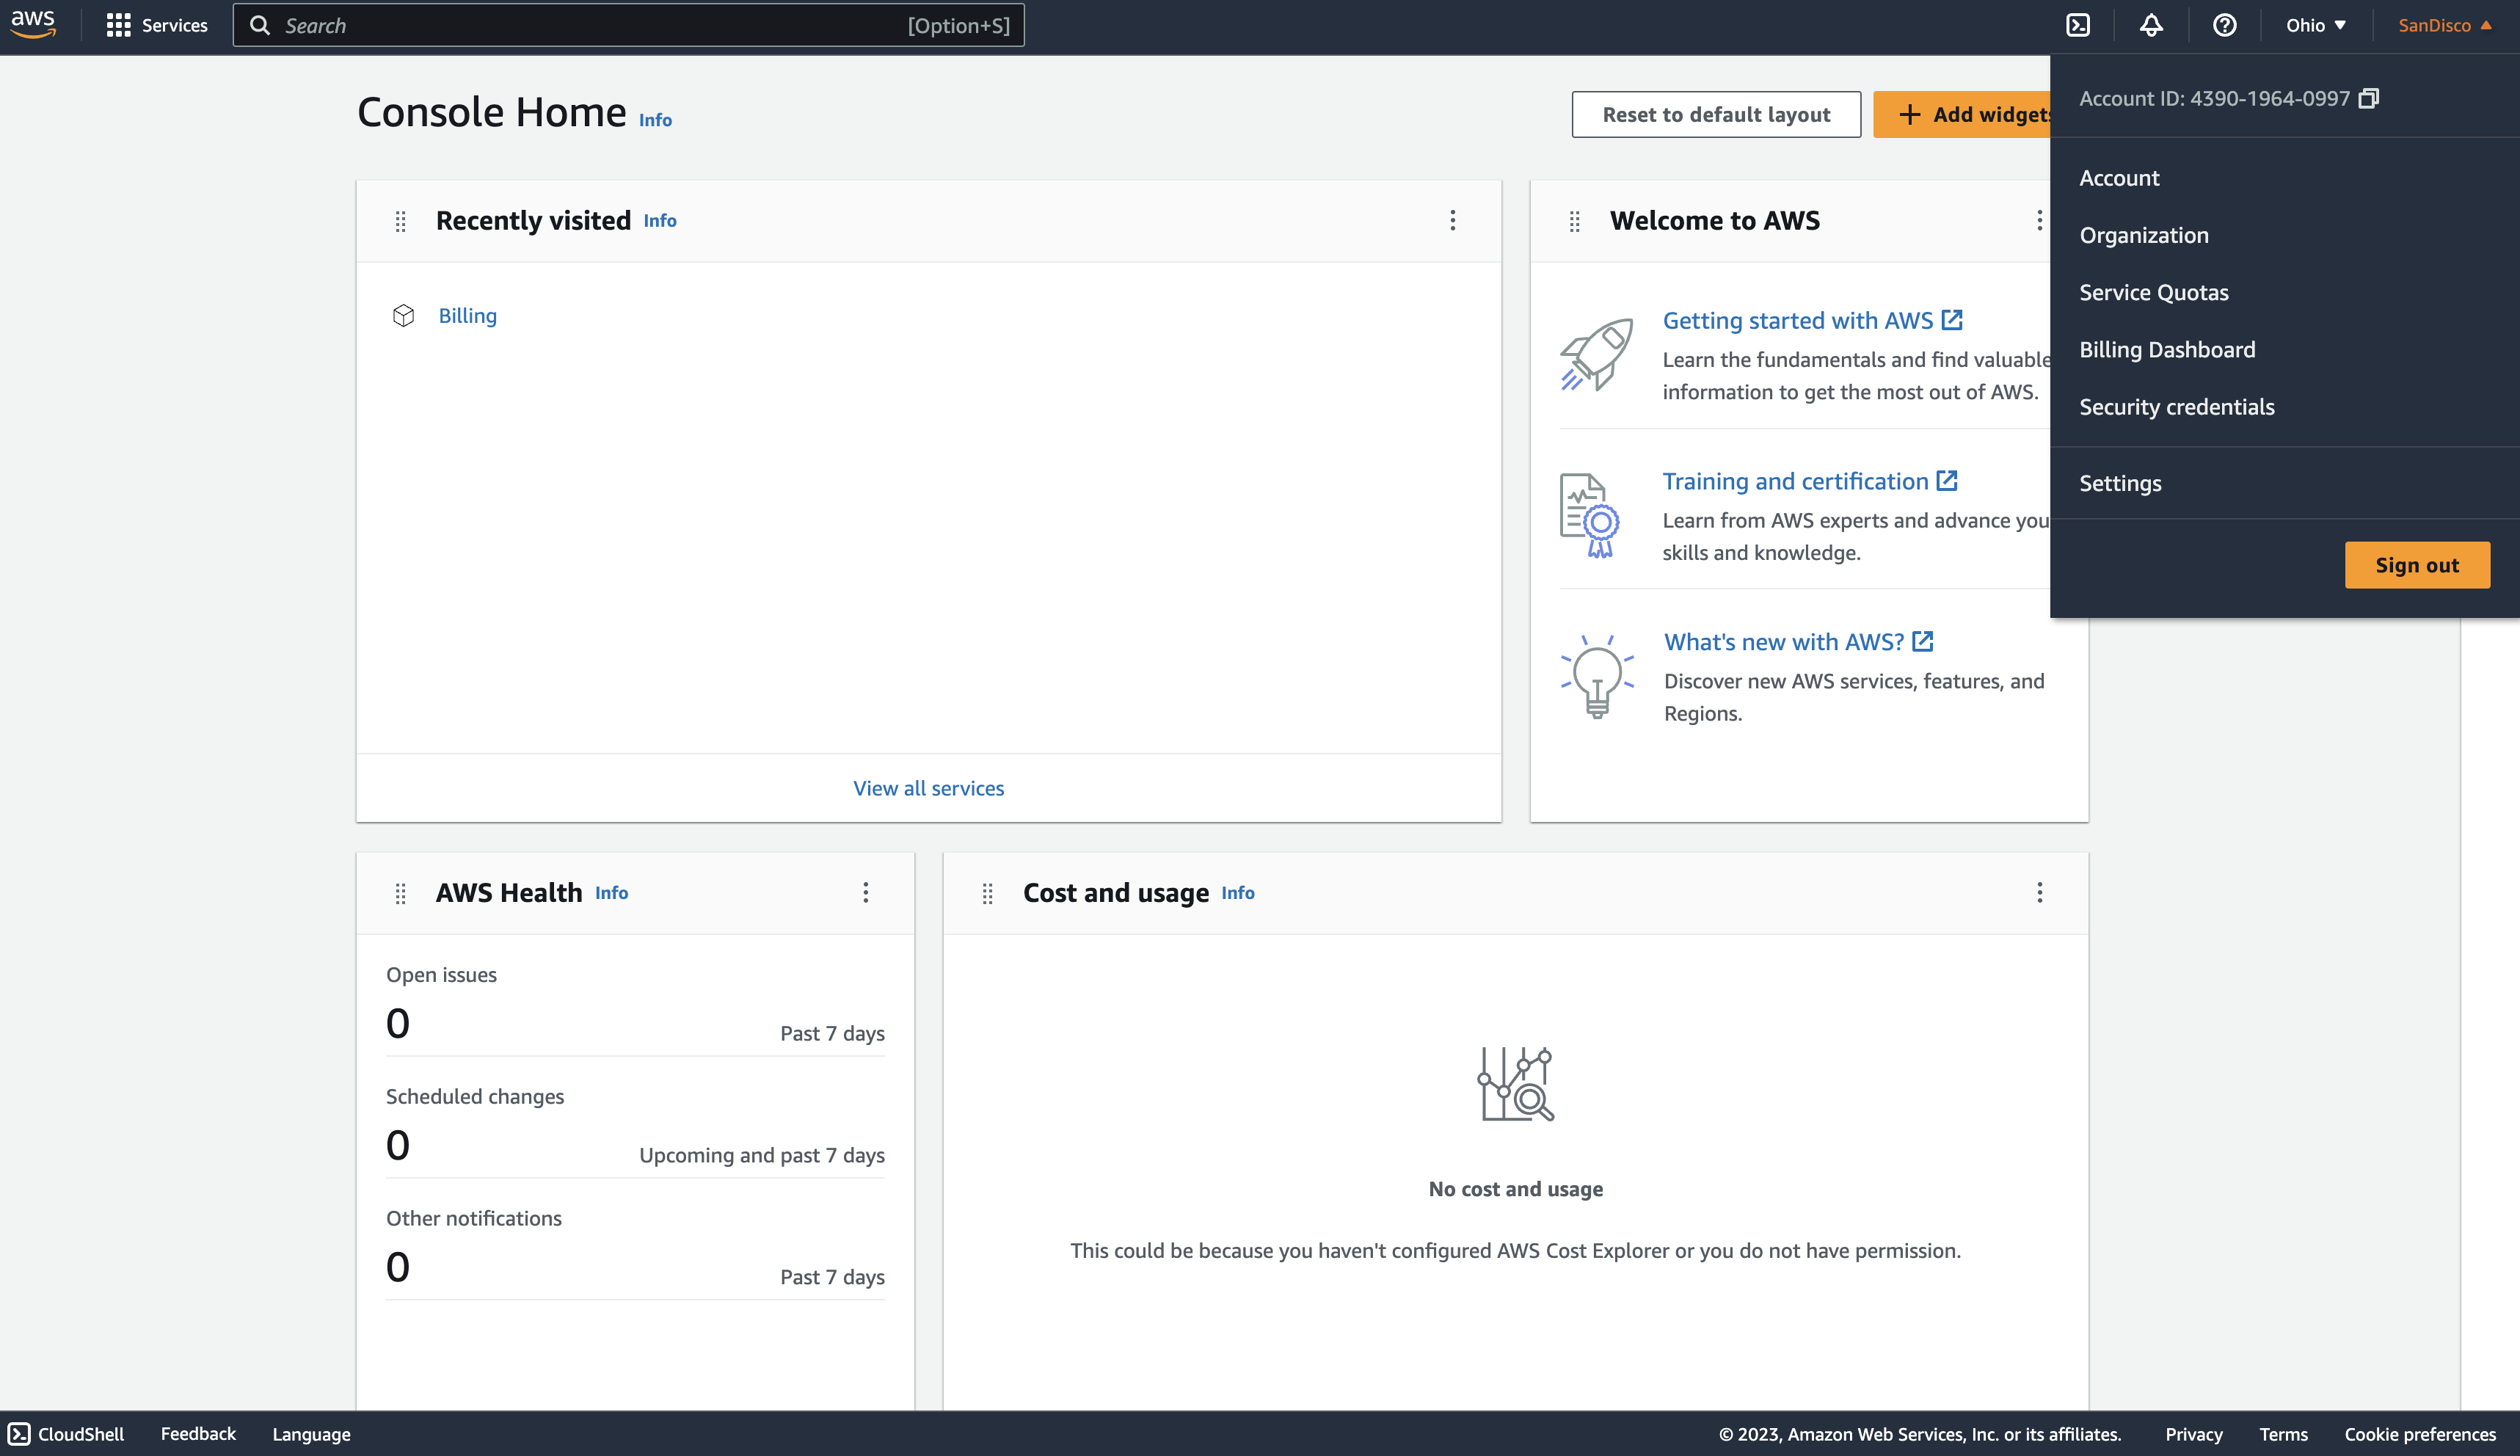 aws
Services
Search
[Option+S]
Ohio
SanDisco
Account ID: 4390-1964-0997
Account
Organization
Service Quotas
Billing Dashboard
Security credentials
Settings
Sign out
Console Home Info
Reset to default layout
Add widgets
Recently visited Info
Billing
View all services
Welcome to AWS
Getting started with AWS
Learn the fundamentals and find valuable
information to get the most out of AWS.
Training and certification
Learn from AWS experts and advance you
skills and knowledge.
What's new with AWS?
Discover new AWS services, features, and
Regions.
AWS Health Info
Open issues
0
Past 7 days
Scheduled changes
0
Upcoming and past 7 days
Other notifications
0
Past 7 days
Cost and usage Info
No cost and usage
This could be because you haven't configured AWS Cost Explorer or you do not have permission.
CloudShell
Feedback
Language
© 2023, Amazon Web Services, Inc. or its affiliates.
Privacy
Terms
Cookie preferences